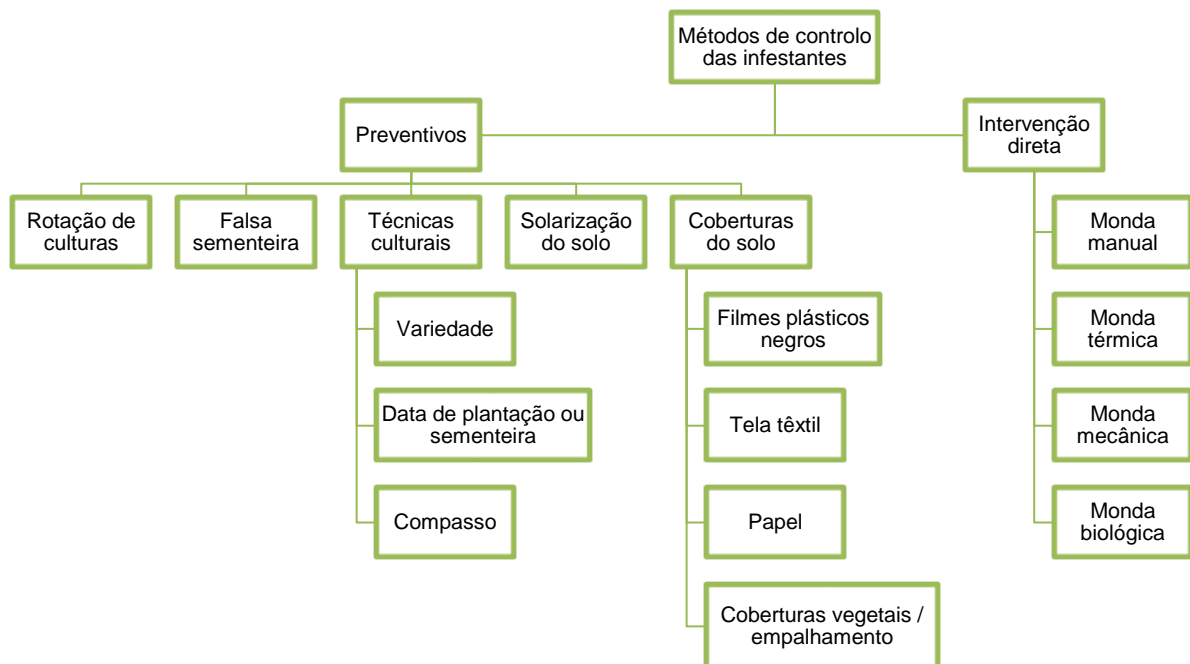 Métodos de controlo
das infestantes
Preventivos
Intervenção
direta
Rotação de
culturas
Falsa
sementeira
Técnicas
culturais
Solarização
do solo
Coberturas
do solo
Variedade
Data de plantação ou
sementeira
Compasso
Filmes plásticos
negros
Tela têxtil
Papel
Coberturas vegetais /
empalhamento
Monda
manual
Monda
térmica
Monda
mecânica
Monda
biológica